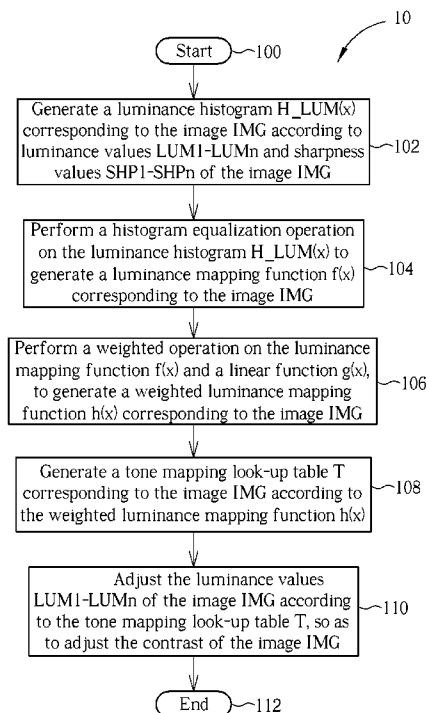 10
Start
100
Generate a luminance histogram H_LUM(x)
corresponding to the image IMG according to
luminance values LUM1-LUMn and sharpness
values SHP1-SHPn of the image IMG
102
Perform a histogram equalization operation
on the luminance histogram H_LUM(x) to
generate a luminance mapping function f(x)
corresponding to the image IMG
104
Perform a weighted operation on the luminance
mapping function f(x) and a linear function g(x),
to generate a weighted luminance mapping
function h(x) corresponding to the image IMG
106
Generate a tone mapping look-up table T
corresponding to the image IMG according to
the weighted luminance mapping function h(x)
108
Adjust the luminance values
LUM1-LUMn of the image IMG according
to the tone mapping look-up table T, so as
to adjust the contrast of the image IMG
110
End
112